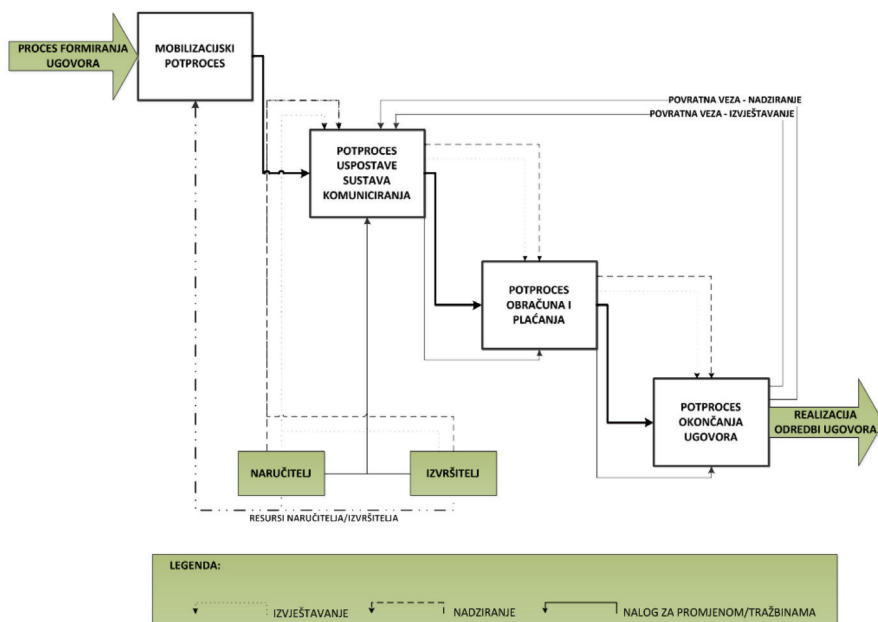 PROCES FORMIRANJA
UGOVORA
MOBILIZACIJSKI
POTPROCES
POVRATNA VEZA - NADZIRANJE
POVRATNA VEZA - IZVJEŠTAVANJE
POTPROCES
USPOSTAVE
SUSTAVA
KOMUNICIRANJA
POTPROCES
OBRAČUNA I
PLAĆANJA
POTPROCES
OKONČANJA
UGOVORA
REALIZACIJA
ODREDBI UGOVORA
NARUČITELJ
IZVRŠITELJ
RESURSI NARUČITELJA/IZVRŠITELJA
LEGENDA:
IZVJEŠTAVANJE
NADZIRANJE
NALOG ZA PROMJENOM/TRAŽBINAMA